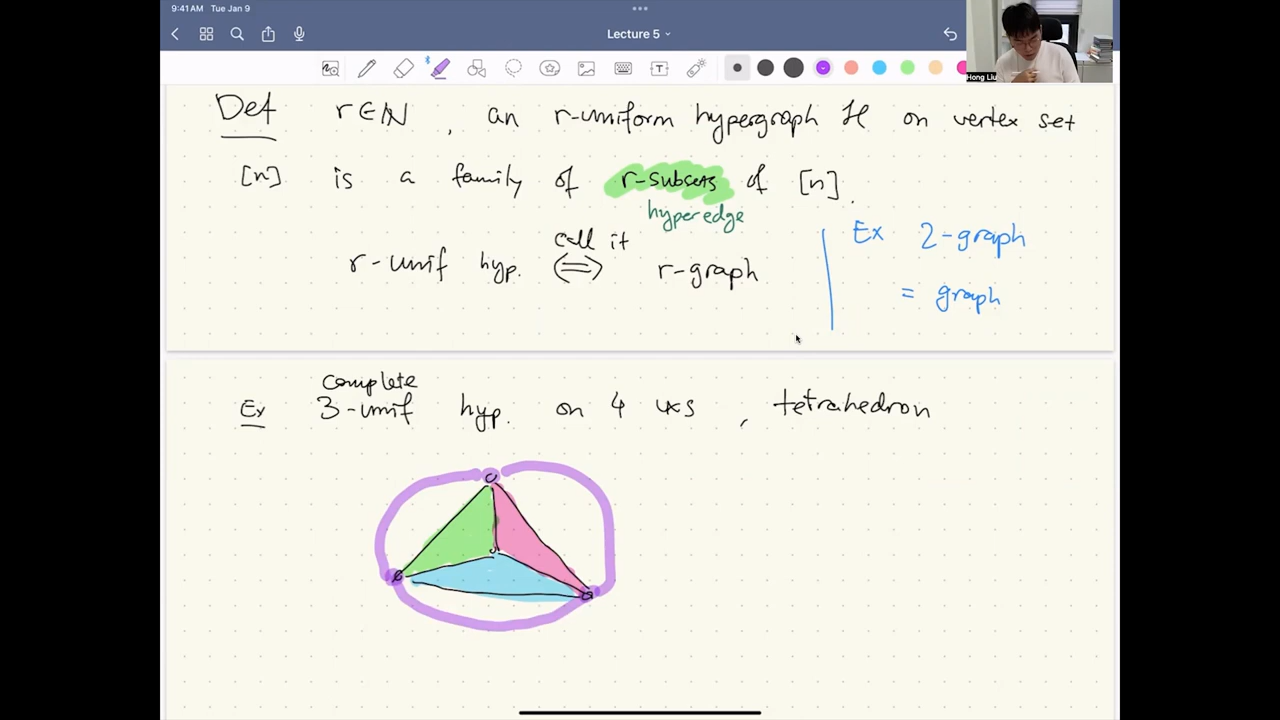 9:41 AM Tue Jan 9
Lecture 5
Hong Liu
Def r∈ℕ, an r-uniform hypergraph ℋ on vertex set
[n] is a family of r-subsets of [n].
hyperedge
r-unif hyp. call it ⟺ r-graph
Ex 2-graph
= graph
complete
Ex 3-unif hyp. on 4 vxs, tetrahedron